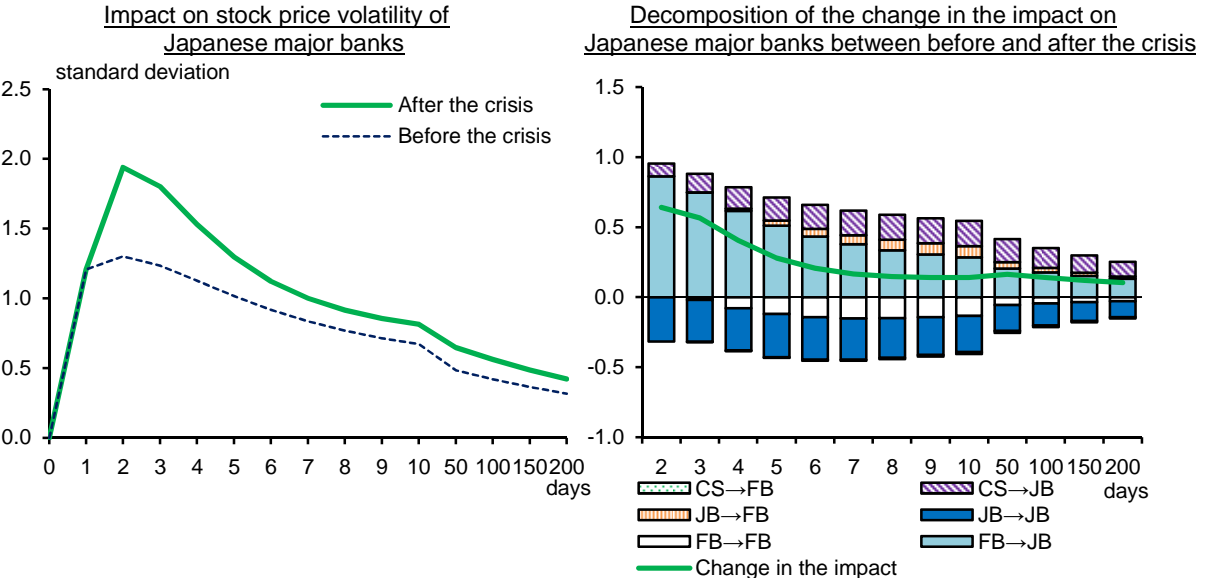 Impact on stock price volatility of
Japanese major banks
standard deviation
2.5
2.0
1.5
1.0
0.5
0.0
After the crisis
Before the crisis
0 1 2 3 4 5 6 7 8 9 10 50 100 150 200
days
Decomposition of the change in the impact on
Japanese major banks between before and after the crisis
1.5
1.0
0.5
0.0
-0.5
-1.0
2 3 4 5 6 7 8 9 10 50 100 150 200
days
CS→FB CS→JB
JB→FB JB→JB
FB→FB FB→JB
Change in the impact